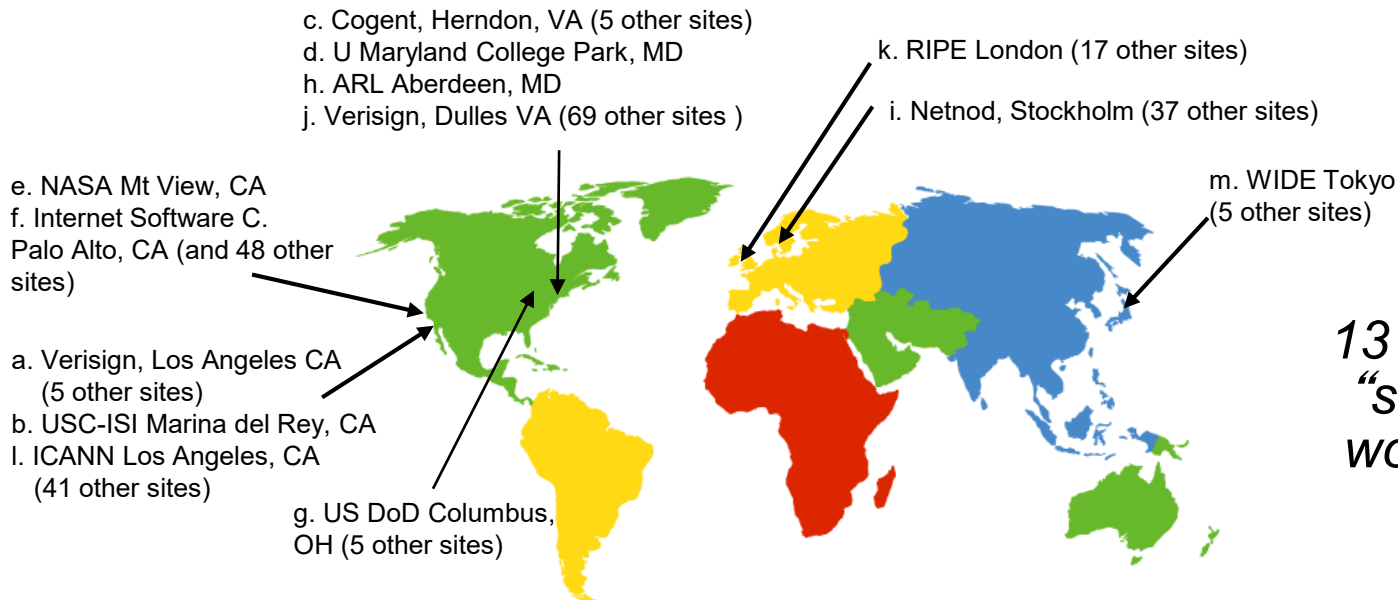 c. Cogent, Herndon, VA (5 other sites)
d. U Maryland College Park, MD
h. ARL Aberdeen, MD
j. Verisign, Dulles VA (69 other sites )
k. RIPE London (17 other sites)
i. Netnod, Stockholm (37 other sites)
m. WIDE Tokyo
(5 other sites)
e. NASA Mt View, CA
f. Internet Software C.
Palo Alto, CA (and 48 other
sites)
a. Verisign, Los Angeles CA
(5 other sites)
b. USC-ISI Marina del Rey, CA
l. ICANN Los Angeles, CA
(41 other sites)
g. US DoD Columbus,
OH (5 other sites)
13